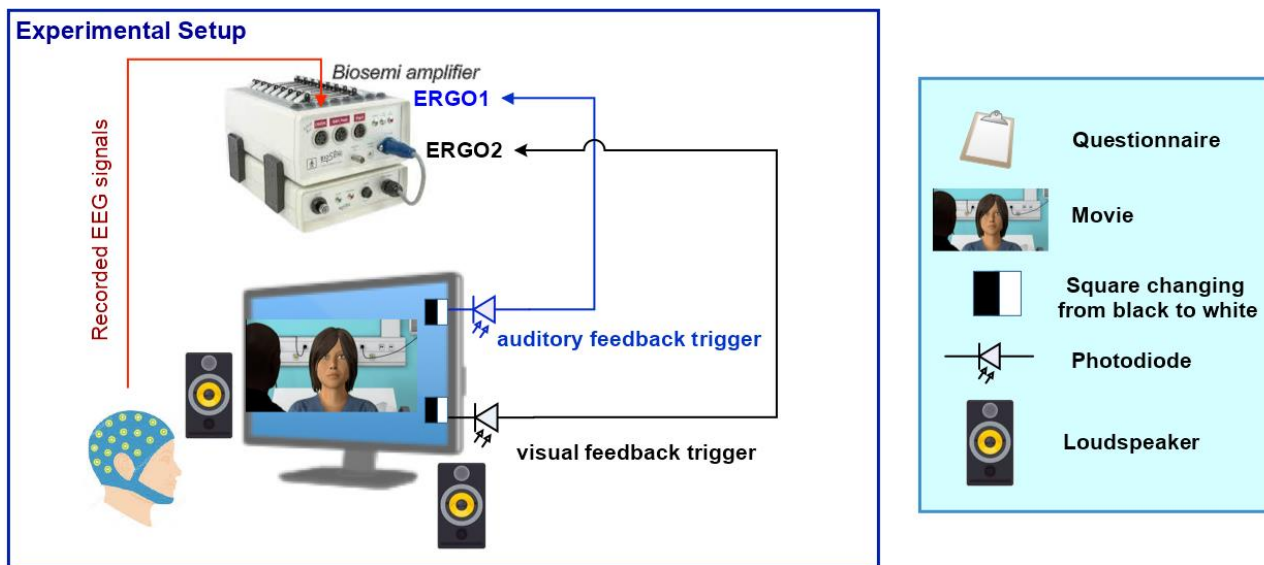 Experimental Setup
Biosemi amplifier
ERGO1
ERGO2
Recorded EEG signals
auditory feedback trigger
visual feedback trigger
Questionnaire
Movie
Square changing
from black to white
Photodiode
Loudspeaker